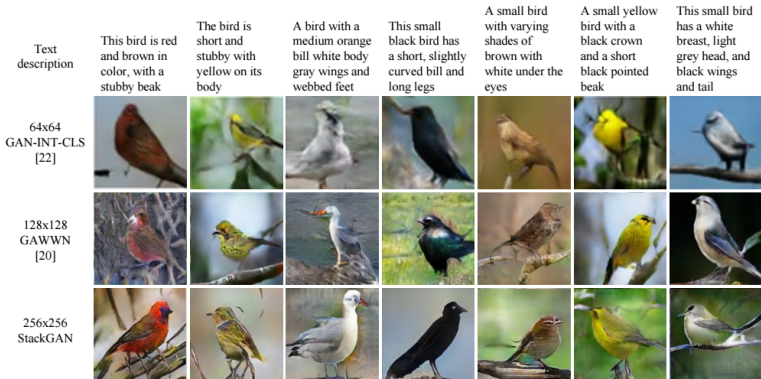 Text
description
This bird is red
and brown in
color, with a
stubby beak
The bird is
short and
stubby with
yellow on its
body
A bird with a
medium orange
bill white body
gray wings and
webbed feet
This small
black bird has
a short, slightly
curved bill and
long legs
A small bird
with varying
shades of
brown with
white under the
eyes
A small yellow
bird with a
black crown
and a short
black pointed
beak
This small bird
has a white
breast, light
grey head, and
black wings
and tail
64x64
GAN-INT-CLS
[22]
128x128
GAWWN
[20]
256x256
StackGAN